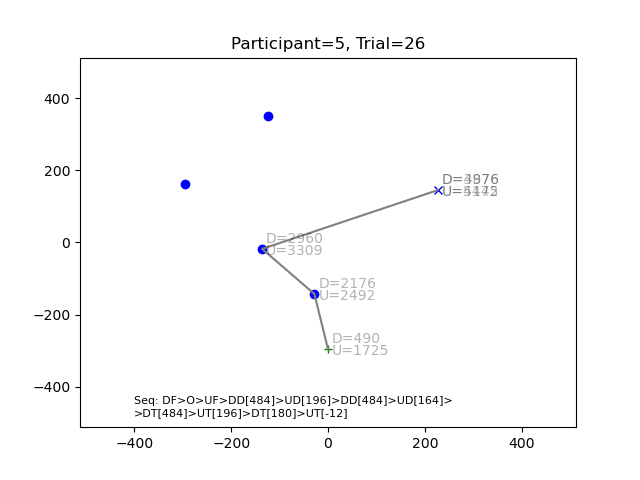 Participant=5, Trial=26
400
200
0
−200
−400
D=2960
U=3309
D=2176
U=2492
D=490
U=1725
Seq: DF>O>UF>DD[484]>UD[196]>DD[484]>UD[164]>
>DT[484]>UT[196]>DT[180]>UT[-12]
−400
−200
0
200
400